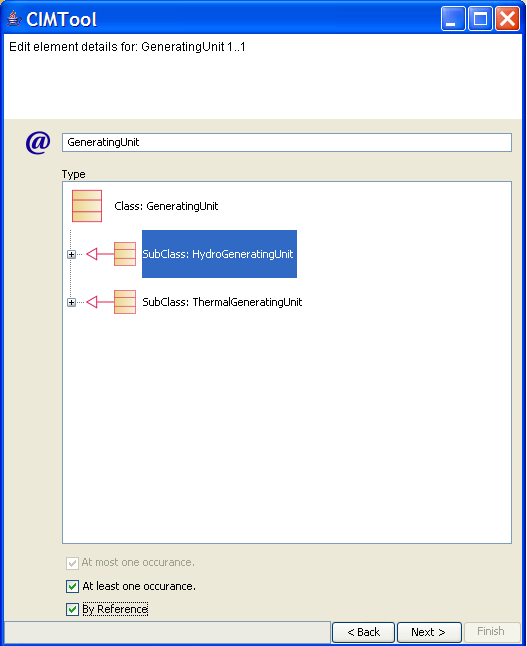 CIMTool
Edit element details for: GeneratingUnit 1..1
@
GeneratingUnit
Type
Class: GeneratingUnit
SubClass: HydroGeneratingUnit
SubClass: ThermalGeneratingUnit
At most one occurance.
At least one occurance.
By Reference
< Back Next > Finish